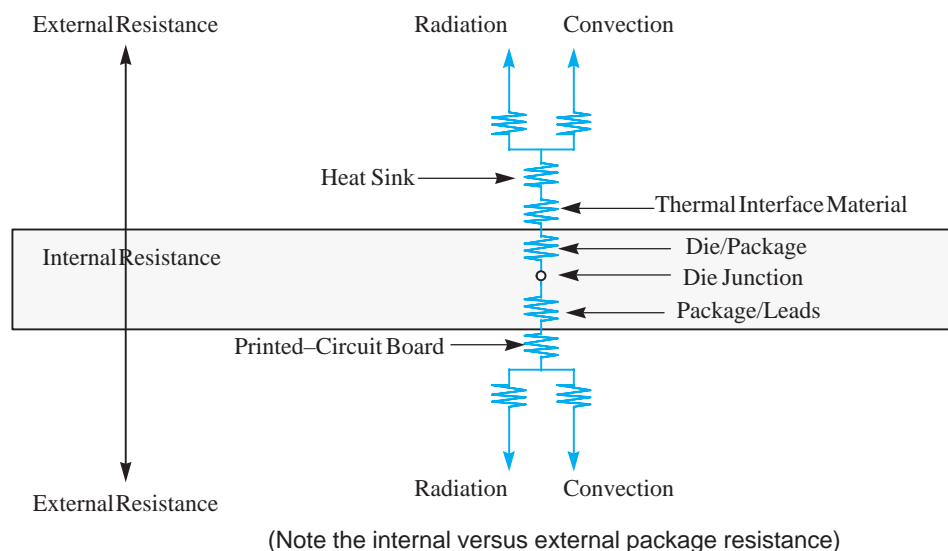 External Resistance
Radiation
Convection
Heat Sink
Thermal Interface Material
Internal Resistance
Die/Package
Die Junction
Package/Leads
Printed–Circuit Board
Radiation
Convection
External Resistance
(Note the internal versus external package resistance)